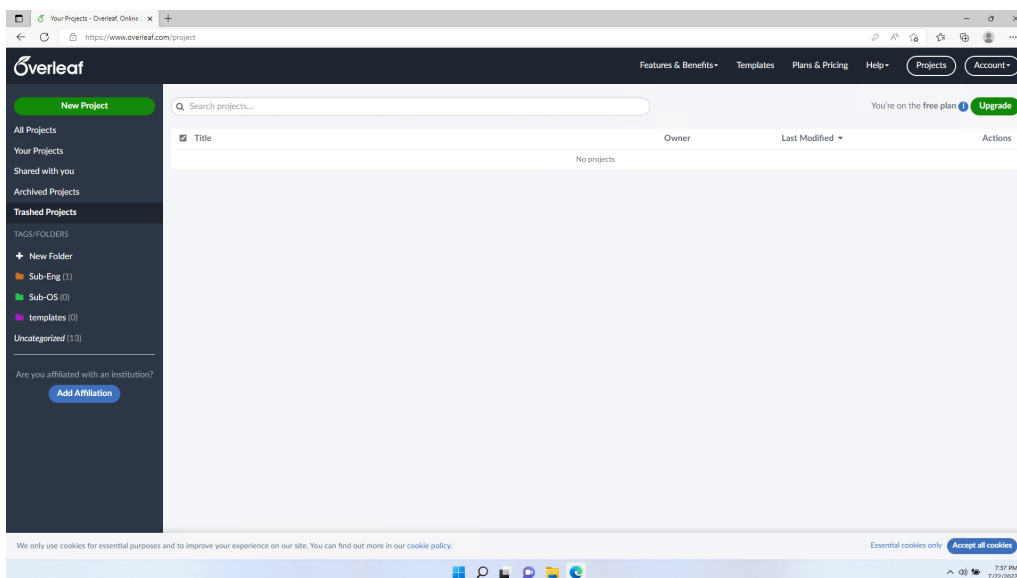 Your Projects - Overleaf, Online
https://www.overleaf.com/project
Overleaf
Features & Benefits
Templates
Plans & Pricing
Help
Projects
Account
New Project
Search projects...
You're on the free plan
Upgrade
All Projects
Your Projects
Shared with you
Archived Projects
Trashed Projects
Title
Owner
Last Modified
Actions
No projects
TAGS/FOLDERS
New Folder
Sub-Eng (1)
Sub-OS (0)
templates (0)
Uncategorized (13)
Are you affiliated with an institution?
Add Affiliation
We only use cookies for essential purposes and to improve your experience on our site. You can find out more in our cookie policy.
Essential cookies only
Accept all cookies
7:37 PM